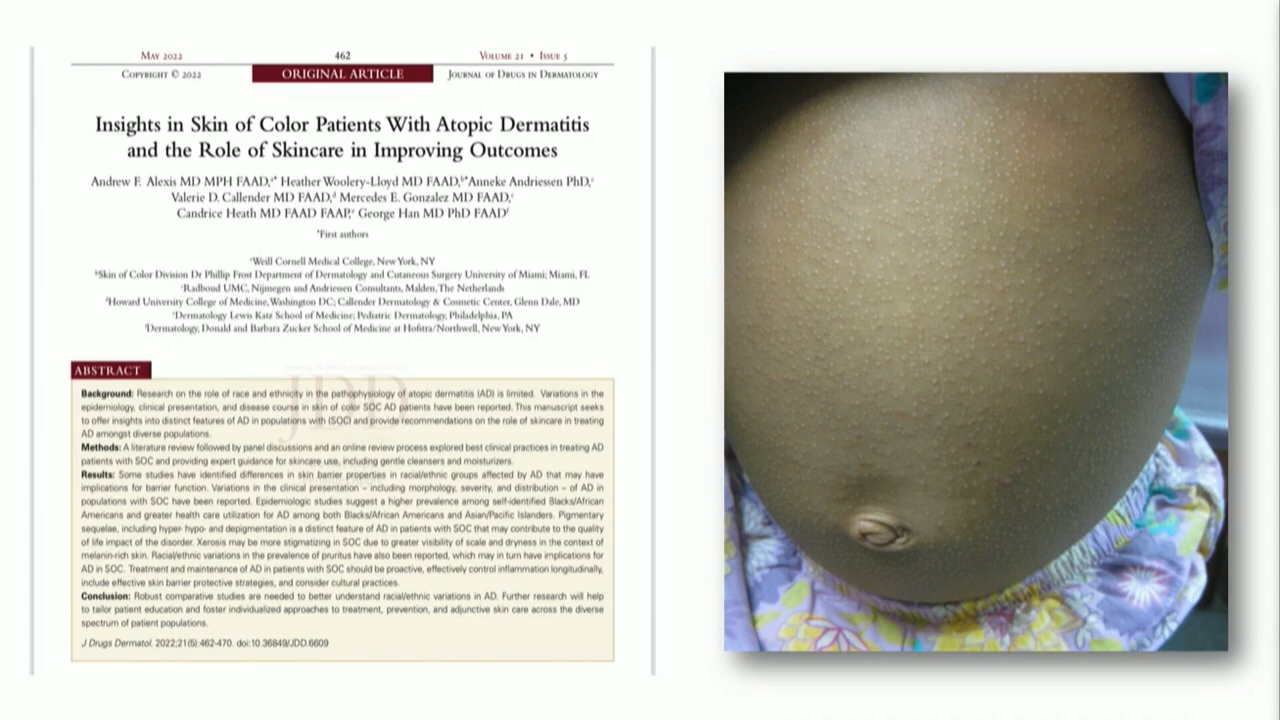 MAY 2022 462 VOLUME 21 • ISSUE 5
COPYRIGHT © 2022 ORIGINAL ARTICLE JOURNAL OF DRUGS IN DERMATOLOGY
Insights in Skin of Color Patients With Atopic Dermatitis
and the Role of Skincare in Improving Outcomes
Andrew F. Alexis MD MPH FAAD,a* Heather Woolery-Lloyd MD FAAD,b* Anneke Andriessen PhD,c
Valerie D. Callender MD FAAD,d Mercedes E. Gonzalez MD FAAD,
Candrice Heath MD FAAD FAAP,e George Han MD PhD FAADf
*First authors
aWeill Cornell Medical College, New York, NY
bSkin of Color Division Dr Phillip Frost Department of Dermatology and Cutaneous Surgery University of Miami; Miami, FL
cRadboud UMC, Nijmegen and Andriessen Consultants, Malden, The Netherlands
dHoward University College of Medicine, Washington DC; Callender Dermatology & Cosmetic Center, Glenn Dale, MD
eDermatology Lewis Katz School of Medicine; Pediatric Dermatology, Philadelphia, PA
fDermatology, Donald and Barbara Zucker School of Medicine at Hofstra/Northwell, New York, NY
ABSTRACT
JDD
Background: Research on the role of race and ethnicity in the pathophysiology of atopic dermatitis (AD) is limited. Variations in the
epidemiology, clinical presentation, and disease course in skin of color SOC AD patients have been reported. This manuscript seeks
to offer insights into distinct features of AD in populations with (SOC) and provide recommendations on the role of skincare in treating
AD amongst diverse populations.
Methods: A literature review followed by panel discussions and an online review process explored best clinical practices in treating AD
patients with SOC and providing expert guidance for skincare use, including gentle cleansers and moisturizers.
Results: Some studies have identified differences in skin barrier properties in racial/ethnic groups affected by AD that may have
implications for barrier function. Variations in the clinical presentation – including morphology, severity, and distribution – of AD in
populations with SOC have been reported. Epidemiologic studies suggest a higher prevalence among self-identified Blacks/African
Americans and greater health care utilization for AD among both Blacks/African Americans and Asian/Pacific Islanders. Pigmentary
sequelae, including hyper- hypo- and depigmentation is a distinct feature of AD in patients with SOC that may contribute to the quality
of life impact of the disorder. Xerosis may be more stigmatizing in SOC due to greater visibility of scale and dryness in the context of
melanin-rich skin. Racial/ethnic variations in the prevalence of pruritus have also been reported, which may in turn have implications for
AD in SOC. Treatment and maintenance of AD in patients with SOC should be proactive, effectively control inflammation longitudinally,
include effective skin barrier protective strategies, and consider cultural practices.
Conclusion: Robust comparative studies are needed to better understand racial/ethnic variations in AD. Further research will help
to tailor patient education and foster individualized approaches to treatment, prevention, and adjunctive skin care across the diverse
spectrum of patient populations.
J Drugs Dermatol. 2022;21(5):462-470. doi:10.36849/JDD.6609